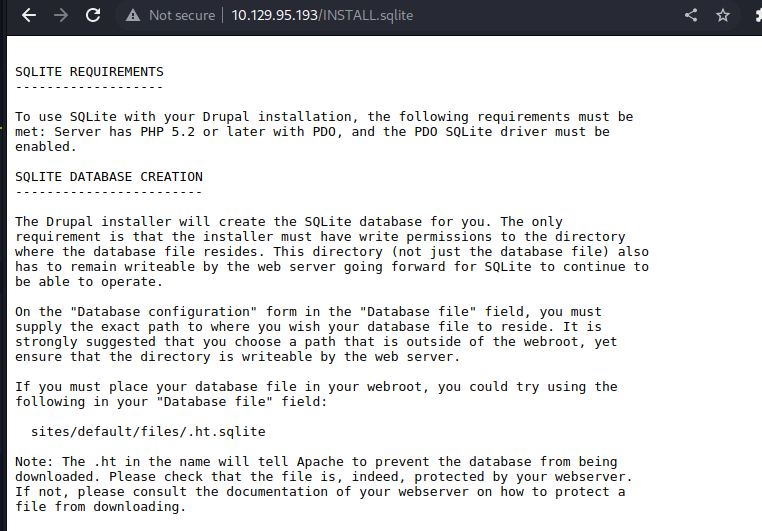 Not secure | 10.129.95.193/INSTALL.sqlite
SQLITE REQUIREMENTS
-------------------
To use SQLite with your Drupal installation, the following requirements must be
met: Server has PHP 5.2 or later with PDO, and the PDO SQLite driver must be
enabled.
SQLITE DATABASE CREATION
------------------------
The Drupal installer will create the SQLite database for you. The only
requirement is that the installer must have write permissions to the directory
where the database file resides. This directory (not just the database file) also
has to remain writeable by the web server going forward for SQLite to continue to
be able to operate.
On the "Database configuration" form in the "Database file" field, you must
supply the exact path to where you wish your database file to reside. It is
strongly suggested that you choose a path that is outside of the webroot, yet
ensure that the directory is writeable by the web server.
If you must place your database file in your webroot, you could try using the
following in your "Database file" field:
sites/default/files/.ht.sqlite
Note: The .ht in the name will tell Apache to prevent the database from being
downloaded. Please check that the file is, indeed, protected by your webserver.
If not, please consult the documentation of your webserver on how to protect a
file from downloading.